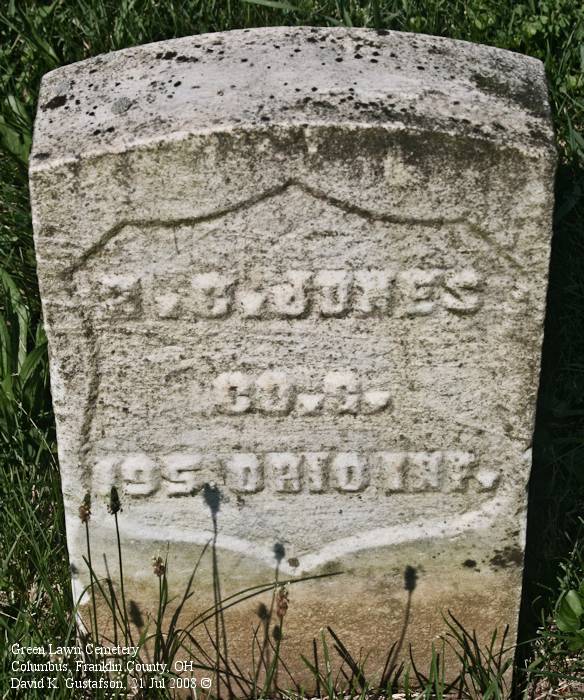 JONES
CO.
195 OHIO INF.
Green Lawn Cemetery
Columbus, Franklin County, OH
David K. Gustafson, 21 Jul 2008 ©